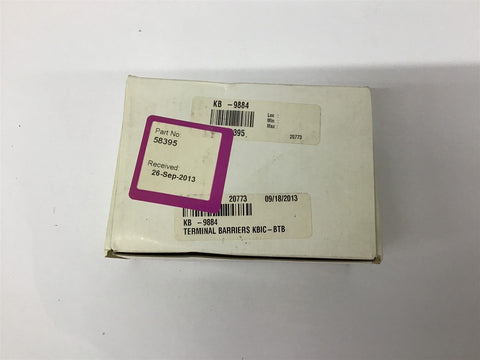 KB -9884
Loc
Min
Max
395
20773
Part No:
58395
Received:
26-Sep-2013
20773 09/18/2013
KB -9884
TERMINAL BARRIERS KBIC-BTB